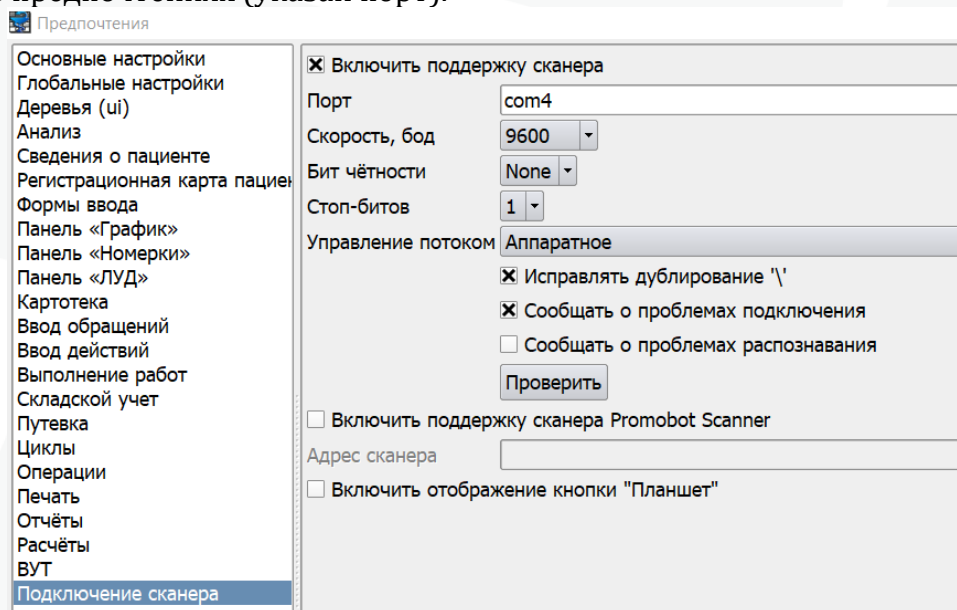 (указан порт).
Предпочтения
Основные настройки
Глобальные настройки
Деревья (ui)
Анализ
Сведения о пациенте
Регистрационная карта пациен
Формы ввода
Панель «График»
Панель «Номерки»
Панель «ЛУД»
Картотека
Ввод обращений
Ввод действий
Выполнение работ
Складской учет
Путевка
Циклы
Операции
Печать
Отчёты
Расчёты
ВУТ
Подключение сканера
Включить поддержку сканера
Порт com4
Скорость, бод 9600
Бит чётности None
Стоп-битов 1
Управление потоком Аппаратное
Исправлять дублирование '\'
Сообщать о проблемах подключения
Сообщать о проблемах распознавания
Проверить
Включить поддержку сканера Promobot Scanner
Адрес сканера
Включить отображение кнопки "Планшет"